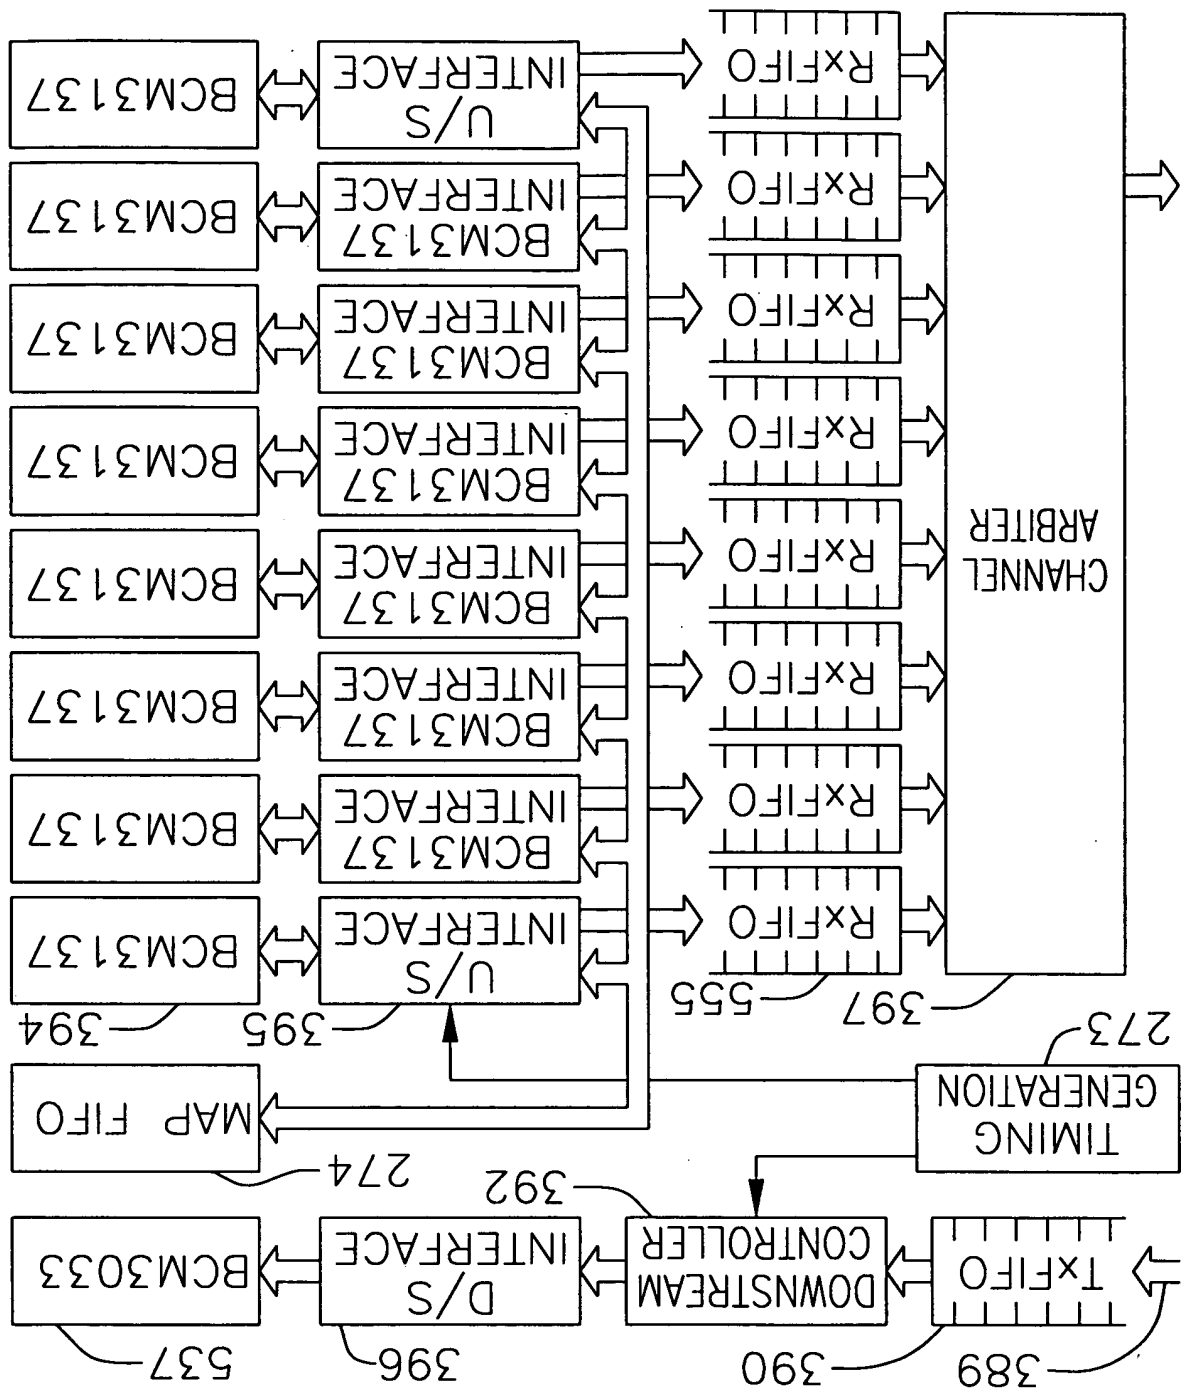 389
390
396
537
TxFIFO
DOWNSTREAM
CONTROLLER
D/S
INTERFACE
BCM3033
392
274
TIMING
GENERATION
MAP FIFO
273
397
555
395
394
CHANNEL
ARBITER
RxFIFO
U/S
INTERFACE
BCM3137
RxFIFO
BCM3137
INTERFACE
BCM3137
RxFIFO
BCM3137
INTERFACE
BCM3137
RxFIFO
BCM3137
INTERFACE
BCM3137
RxFIFO
BCM3137
INTERFACE
BCM3137
RxFIFO
BCM3137
INTERFACE
BCM3137
RxFIFO
BCM3137
INTERFACE
BCM3137
RxFIFO
U/S
INTERFACE
BCM3137